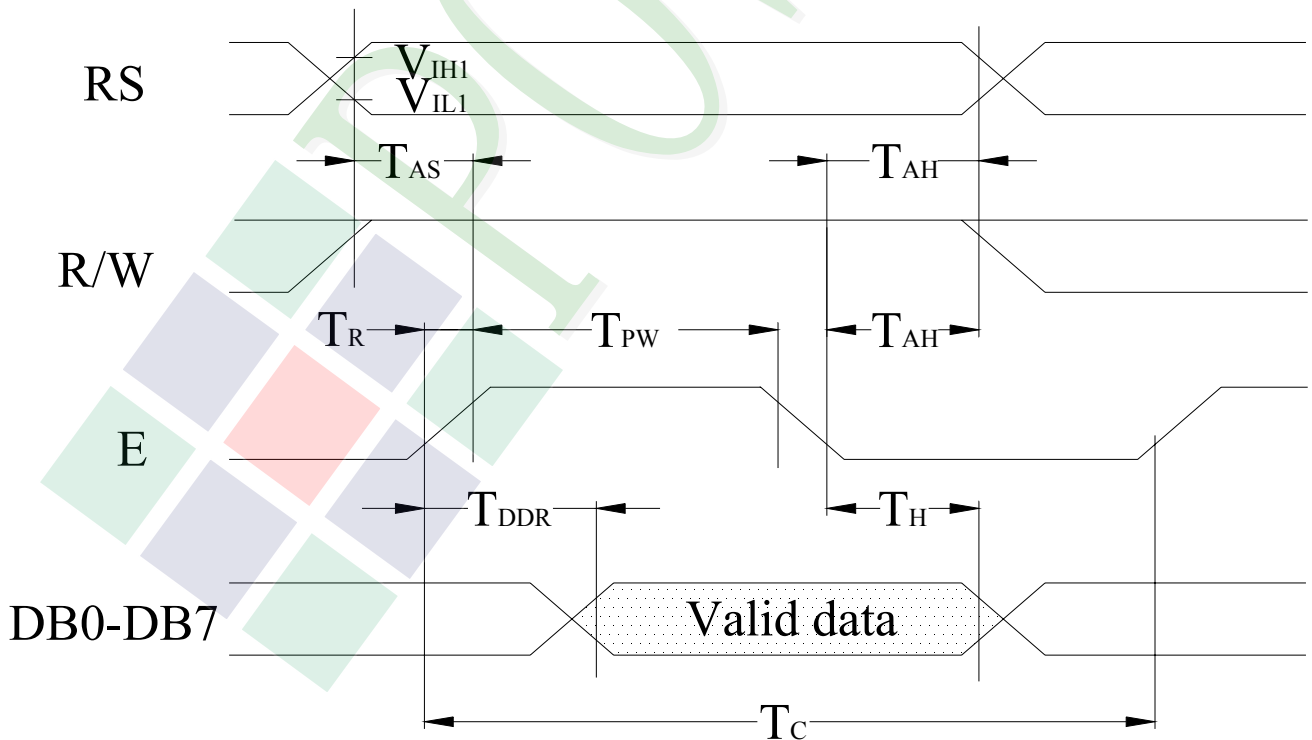 RS
VIH1
VIL1
TAS
TAH
R/W
TR
TPW
TAH
E
TDDR
TH
DB0-DB7
Valid data
TC